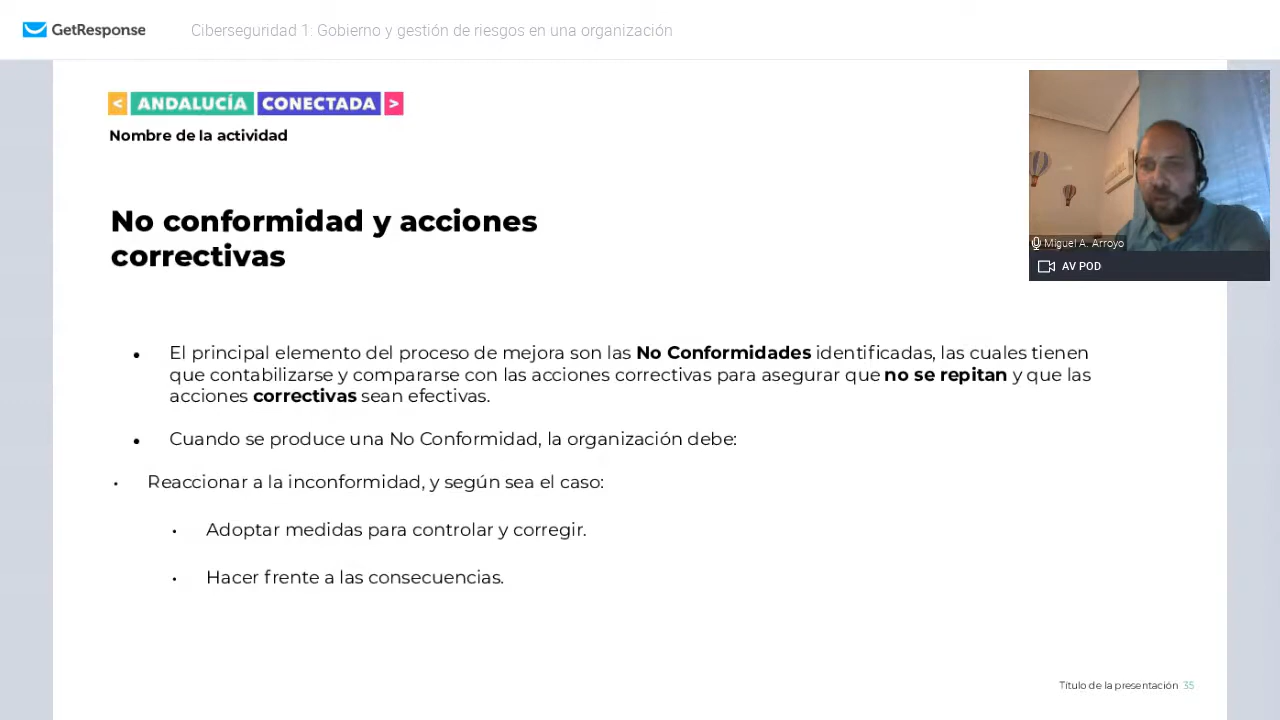 GetResponse
Ciberseguridad 1: Gobierno y gestión de riesgos en una organización
< ANDALUCÍA CONECTADA >
Nombre de la actividad
No conformidad y acciones
correctivas
• El principal elemento del proceso de mejora son las No Conformidades identificadas, las cuales tienen
que contabilizarse y compararse con las acciones correctivas para asegurar que no se repitan y que las
acciones correctivas sean efectivas.
• Cuando se produce una No Conformidad, la organización debe:
• Reaccionar a la inconformidad, y según sea el caso:
• Adoptar medidas para controlar y corregir.
• Hacer frente a las consecuencias.
Miguel A. Arroyo
AV POD
Título de la presentación 35